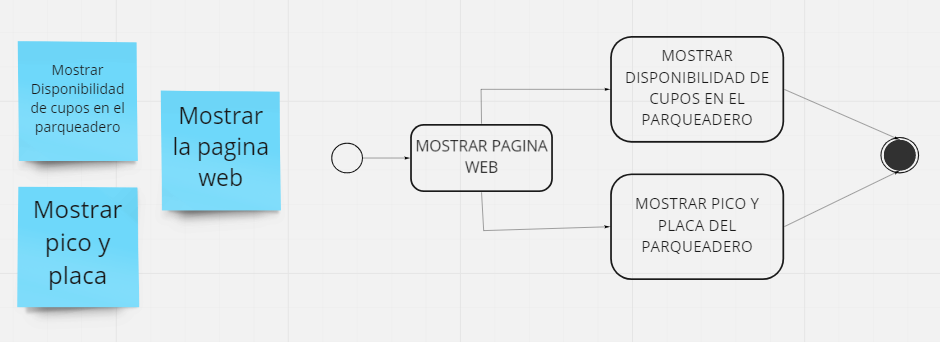 Mostrar
Disponibilidad
de cupos en el
parqueadero
Mostrar
la pagina
web
Mostrar
pico y
placa
MOSTRAR PAGINA
WEB
MOSTRAR
DISPONIBILIDAD DE
CUPOS EN EL
PARQUEADERO
MOSTRAR PICO Y
PLACA DEL
PARQUEADERO